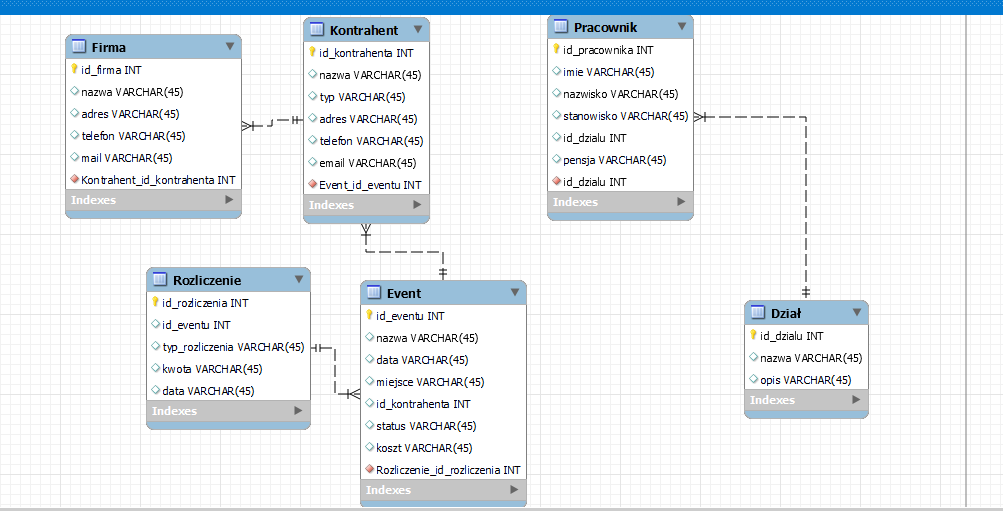 Firma
id_firma INT
nazwa VARCHAR(45)
adres VARCHAR(45)
telefon VARCHAR(45)
mail VARCHAR(45)
Kontrahent_id_kontrahenta INT
Indexes
Kontrahent
id_kontrahenta INT
nazwa VARCHAR(45)
typ VARCHAR(45)
adres VARCHAR(45)
telefon VARCHAR(45)
email VARCHAR(45)
Event_id_eventu INT
Indexes
Pracownik
id_pracownika INT
imie VARCHAR(45)
nazwisko VARCHAR(45)
stanowisko VARCHAR(45)
id_dzialu INT
pensja VARCHAR(45)
id_dzialu INT
Indexes
Rozliczenie
id_rozliczenia INT
id_eventu INT
typ_rozliczenia VARCHAR(45)
kwota VARCHAR(45)
data VARCHAR(45)
Indexes
Event
id_eventu INT
nazwa VARCHAR(45)
data VARCHAR(45)
miejsce VARCHAR(45)
id_kontrahenta INT
status VARCHAR(45)
koszt VARCHAR(45)
Rozliczenie_id_rozliczenia INT
Indexes
Dział
id_dzialu INT
nazwa VARCHAR(45)
opis VARCHAR(45)
Indexes